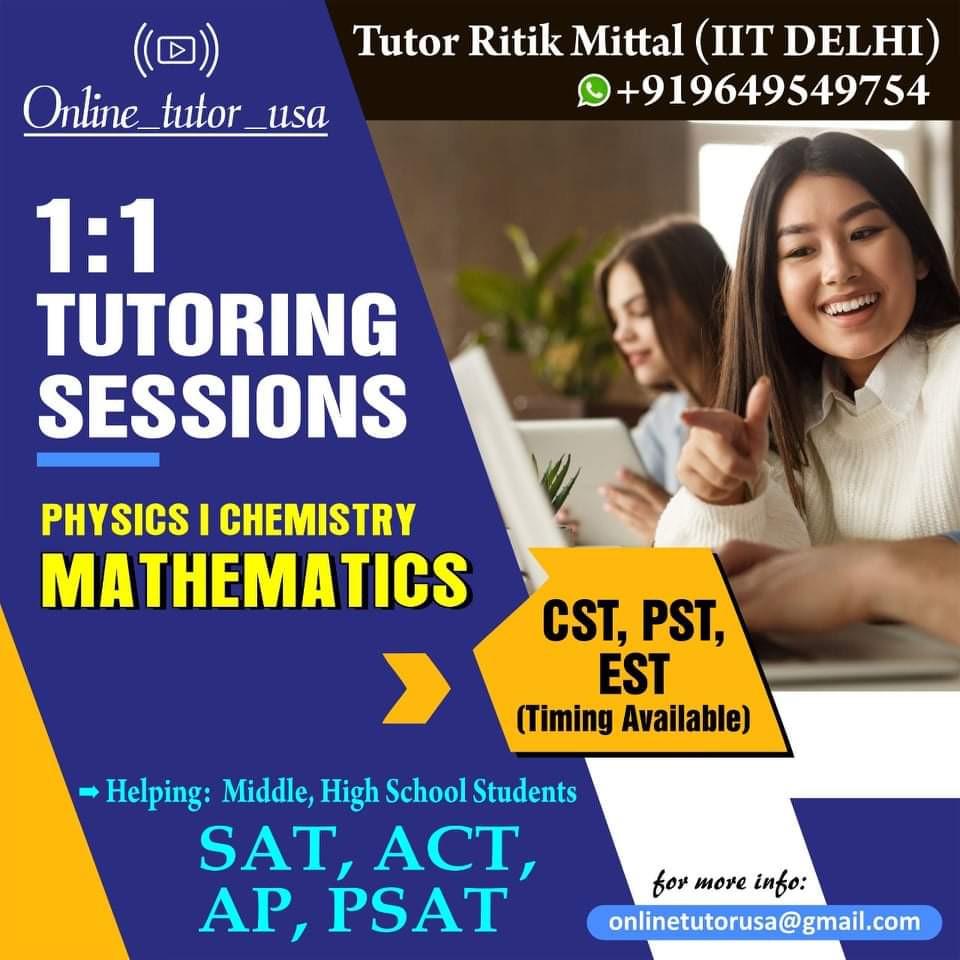 Online_tutor_usa
Tutor Ritik Mittal (IIT DELHI)
+919649549754
1:1
TUTORING
SESSIONS
PHYSICS I CHEMISTRY
MATHEMATICS
CST, PST,
EST
(Timing Available)
➡ Helping: Middle, High School Students
SAT, ACT,
AP, PSAT
for more info:
onlinetutorusa@gmail.com